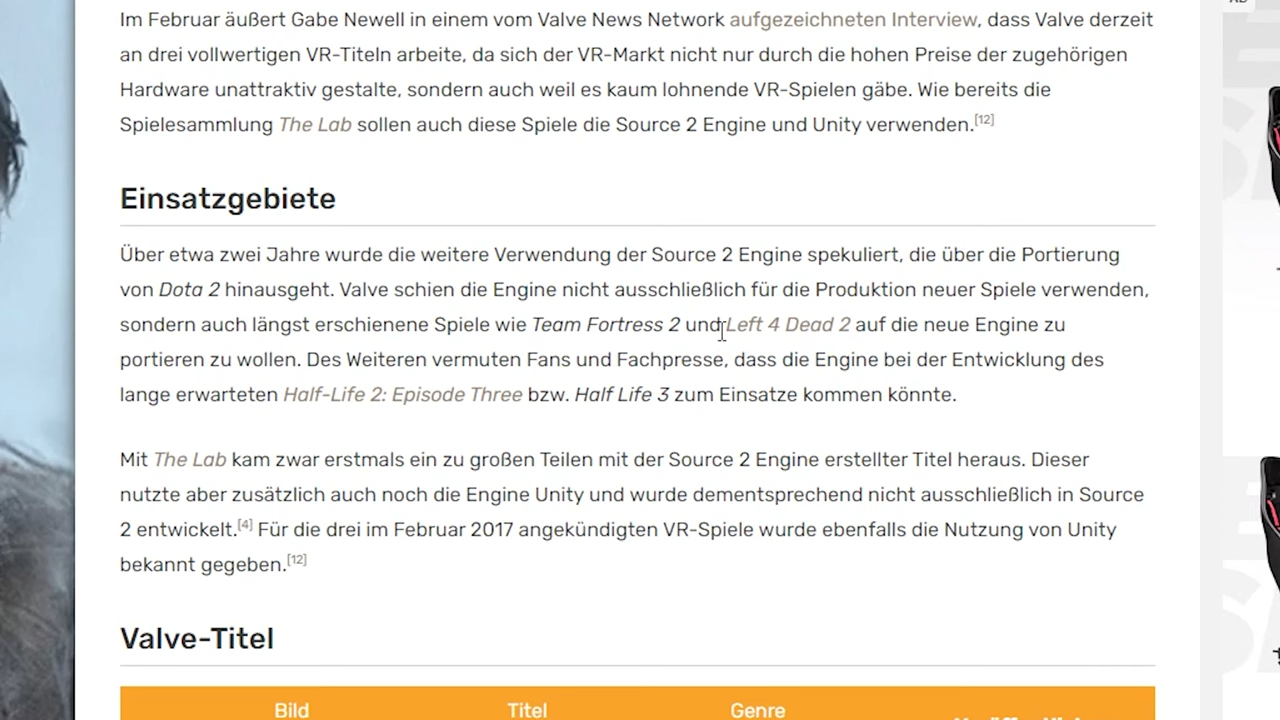 Im Februar äußert Gabe Newell in einem vom Valve News Network aufgezeichneten Interview, dass Valve derzeit
an drei vollwertigen VR-Titeln arbeite, da sich der VR-Markt nicht nur durch die hohen Preise der zugehörigen
Hardware unattraktiv gestalte, sondern auch weil es kaum lohnende VR-Spielen gäbe. Wie bereits die
Spielesammlung The Lab sollen auch diese Spiele die Source 2 Engine und Unity verwenden.[12]
Einsatzgebiete
Über etwa zwei Jahre wurde die weitere Verwendung der Source 2 Engine spekuliert, die über die Portierung
von Dota 2 hinausgeht. Valve schien die Engine nicht ausschließlich für die Produktion neuer Spiele verwenden,
sondern auch längst erschienene Spiele wie Team Fortress 2 und Left 4 Dead 2 auf die neue Engine zu
portieren zu wollen. Des Weiteren vermuten Fans und Fachpresse, dass die Engine bei der Entwicklung des
lange erwarteten Half-Life 2: Episode Three bzw. Half Life 3 zum Einsatze kommen könnte.
Mit The Lab kam zwar erstmals ein zu großen Teilen mit der Source 2 Engine erstellter Titel heraus. Dieser
nutzte aber zusätzlich auch noch die Engine Unity und wurde dementsprechend nicht ausschließlich in Source
2 entwickelt.[4] Für die drei im Februar 2017 angekündigten VR-Spiele wurde ebenfalls die Nutzung von Unity
bekannt gegeben.[12]
Valve-Titel
Bild Titel Genre